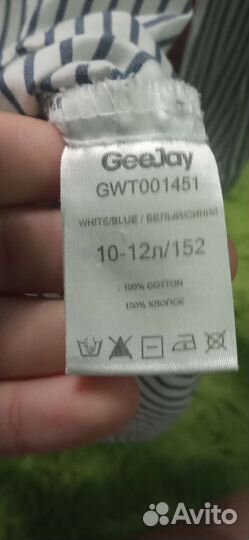 GeeJay
GWT001451
WHITE/BLUE / БЕЛЫЙ/СИНИЙ
10-12л/152
: 100% COTTON
100% ХЛОПОК
Avito